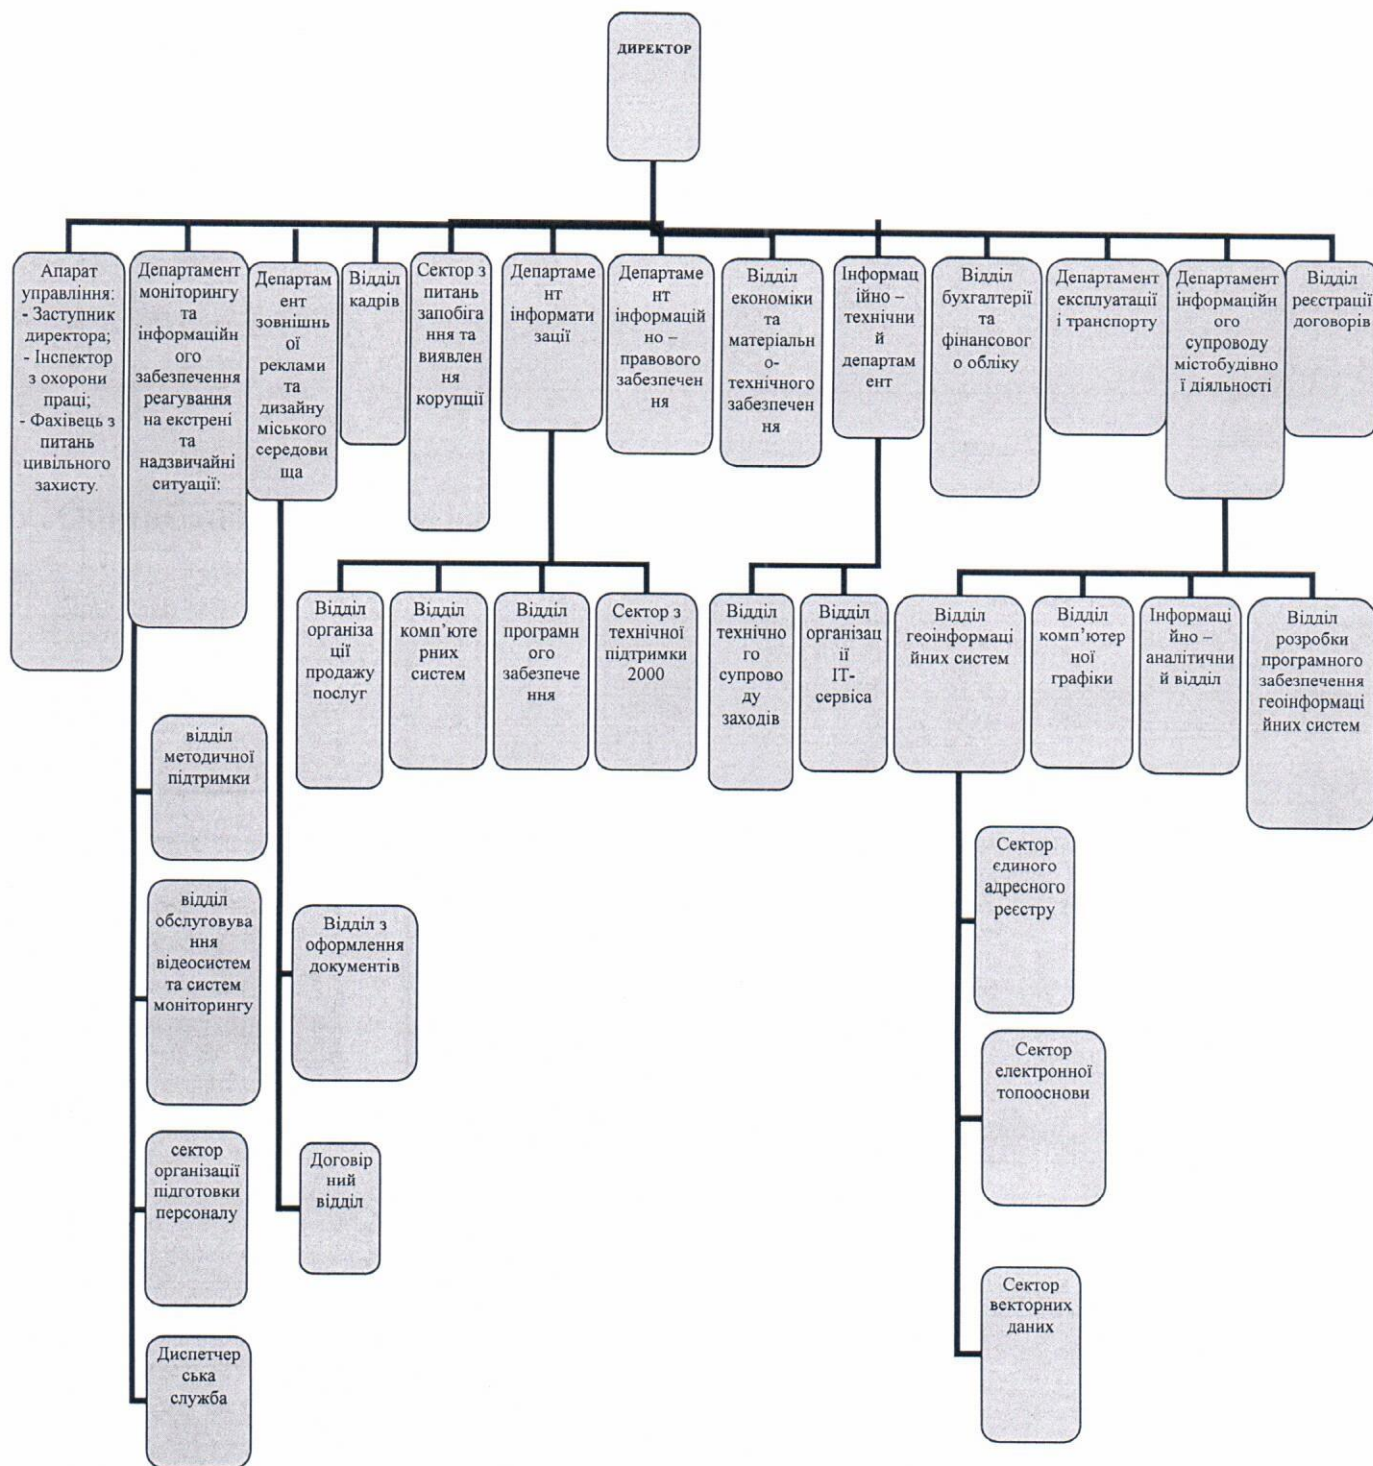 ДИРЕКТОР
Апарат
управління:
- Заступник
директора;
- Інспектор
з охорони
праці;
- Фахівець з
питань
цивільного
захисту.
Департамент
моніторингу
та
інформаційн
ого
забезпечення
реагування
на екстрені
та
надзвичайні
ситуації:
Департам
ент
зовнішнь
ої
реклами
та
дизайну
міського
середови
ща
Відділ
кадрів
Сектор з
питань
запобіган
ня та
виявленя
корупції
Департаме
нт
інформати
зації
Департаме
нт
інформаці
йно –
правового
забезпечен
ня
Відділ
економіки
та
матеріальн
о-
технічного
забезпечен
ня
Інформац
ійно –
технічни
й
департам
ент
Відділ
бухгалтерії
та
фінансовог
о обліку
Департамент
експлуатації
і транспорту
Департамент
інформаційн
ого
супроводу
містобудівно
ї діяльності
Відділ
реєстрації
договорів
Відділ
організа
ції
продажу
послуг
Відділ
комп’юте
рних
систем
Відділ
програмн
ого
забезпече
ння
Сектор з
технічної
підтримки
2000
Відділ
технічно
го
супрово
ду
заходів
Відділ
організац
ії
ІТ-
сервіса
Відділ
геоінформаці
йних систем
Відділ
комп’ютер
ної
графіки
Інформаці
йно –
аналітични
й відділ
Відділ
розробки
програмного
забезпечення
геоінформаці
йних систем
відділ
методичної
підтримки
відділ
обслуговува
ння
відеосистем
та систем
моніторингу
сектор
організації
підготовки
персоналу
Диспетчер
ська
служба
Відділ з
оформлення
документів
Договір
ний
відділ
Сектор
єдиного
адресного
реєстру
Сектор
електронної
топооснови
Сектор
векторних
даних